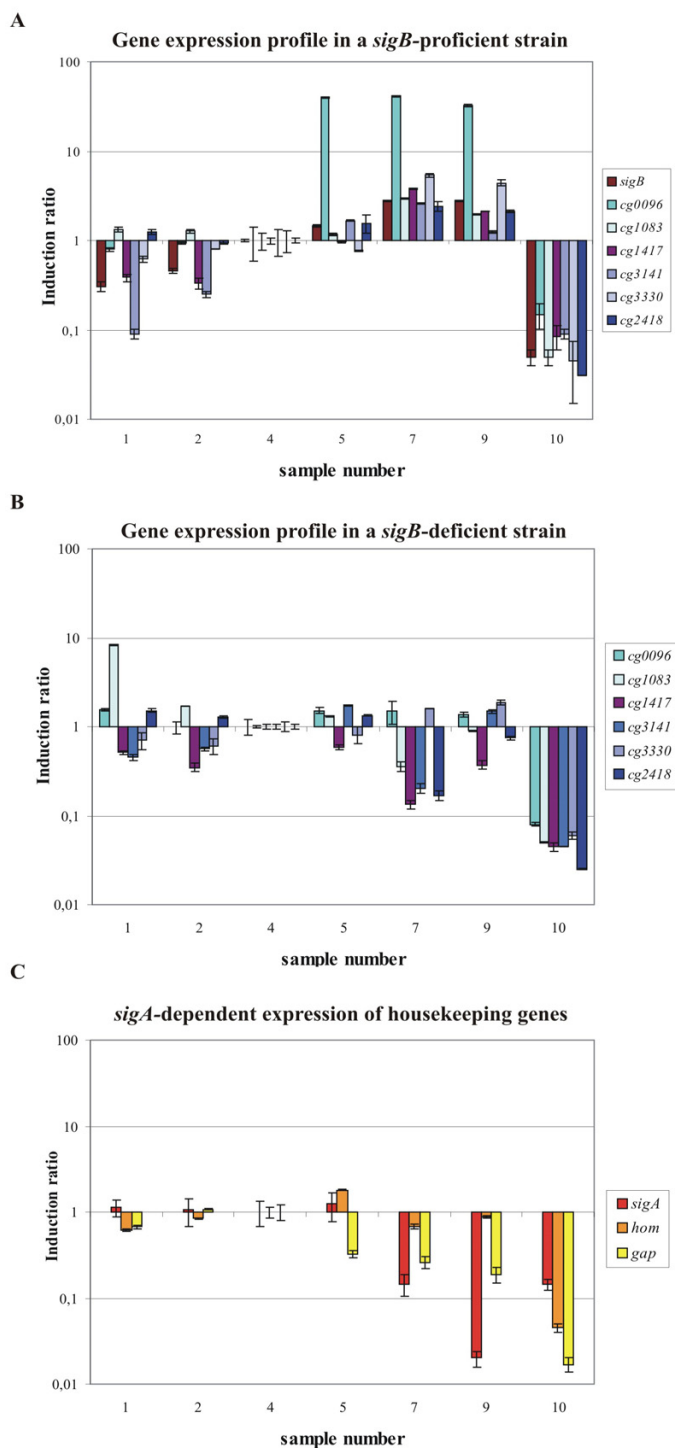 A
Gene expression profile in a sigB-proficient strain
100
10
1
0,1
0,01
Induction ratio
1 2 4 5 7 9 10
sample number
sigB
cg0096
cg1083
cg1417
cg3141
cg3330
cg2418
B
Gene expression profile in a sigB-deficient strain
100
10
1
0,1
0,01
Induction ratio
1 2 4 5 7 9 10
sample number
cg0096
cg1083
cg1417
cg3141
cg3330
cg2418
C
sigA-dependent expression of housekeeping genes
100
10
1
0,1
0,01
Induction ratio
1 2 4 5 7 9 10
sample number
sigA
hom
gap